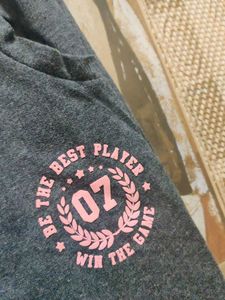 BE THE BEST PLAYER
07
WIN THE GAME